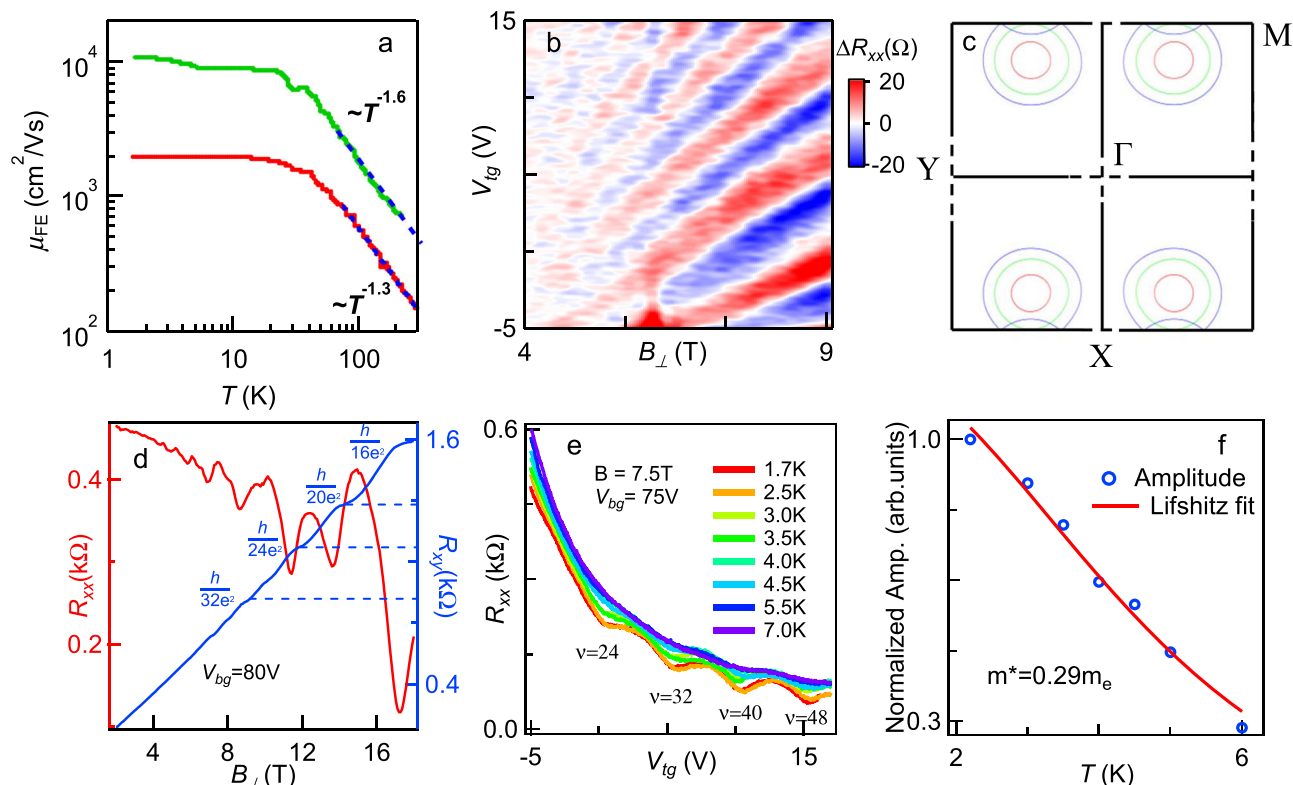 a
10⁴
10³
10²
μFE (cm²/Vs)
~T⁻¹·⁶
~T⁻¹·³
1
10
100
T (K)
b
15
-5
Vtg (V)
4
B⊥ (T)
9
ΔRxx(Ω)
20
0
-20
c
M
Y
Γ
X
d
0.4
0.2
Rxx(kΩ)
h/16e²
h/20e²
h/24e²
h/32e²
Vbg=80V
1.6
0.4
Rxy(kΩ)
4
8
12
16
B⊥(T)
e
0.6
0.0
Rxx (kΩ)
B = 7.5T
Vbg= 75V
1.7K
2.5K
3.0K
3.5K
4.0K
4.5K
5.5K
7.0K
ν=24
ν=32
ν=40
ν=48
-5
15
Vtg (V)
f
1.0
0.3
Normalized Amp. (arb.units)
Amplitude
Lifshitz fit
m*=0.29me
2
6
T (K)